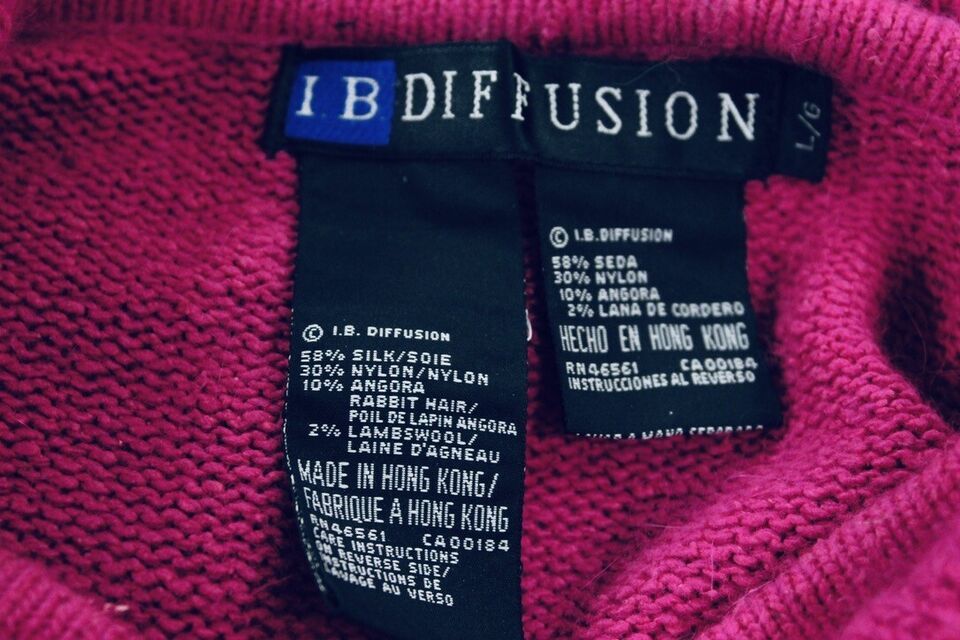 I.B. DIFFUSION
L/G
© I.B. DIFFUSION
58% SILK/SOIE
30% NYLON/NYLON
10% ANGORA
RABBIT HAIR/
POIL DE LAPIN ANGORA
2% LAMBSWOOL/
LAINE D'AGNEAU
MADE IN HONG KONG/
FABRIQUE A HONG KONG
RN46561 CA00184
CARE INSTRUCTIONS
ON REVERSE SIDE/
INSTRUCTIONS DE
LAVAGE AU VERSO
© I.B. DIFFUSION
58% SEDA
30% NYLON
10% ANGORA
2% LANA DE CORDERO
HECHO EN HONG KONG
RN46561 CA00184
INSTRUCCIONES AL REVERSO